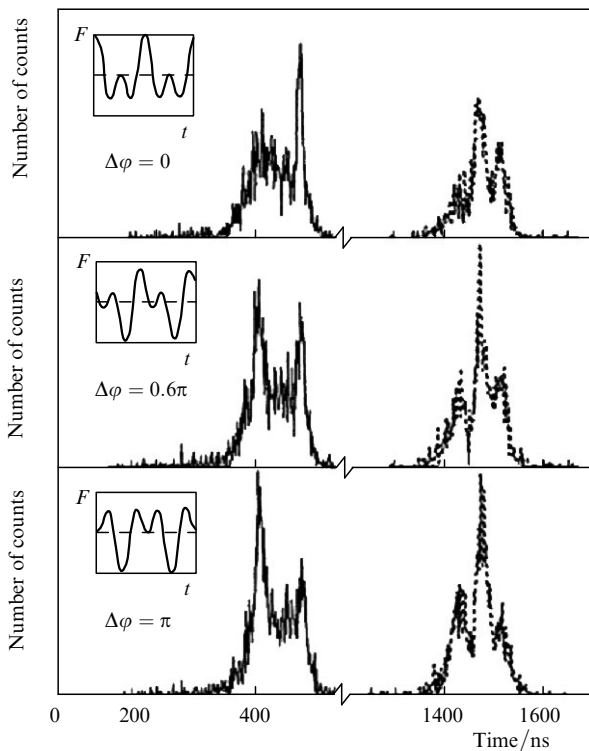 Number of counts
F
t
Δφ = 0
Number of counts
F
t
Δφ = 0.6π
Number of counts
F
t
Δφ = π
0 200 400 1400 1600
Time/ns